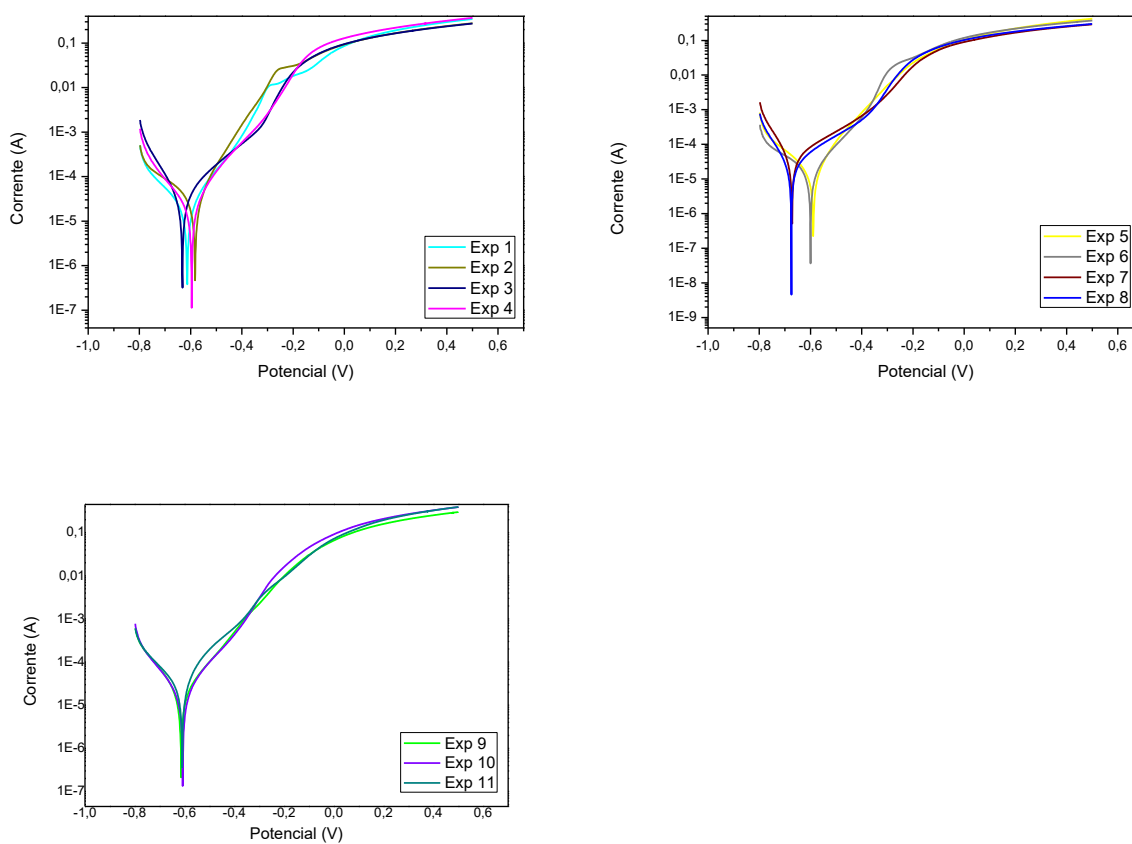 0,1
0,01
1E-3
1E-4
1E-5
1E-6
1E-7
Corrente (A)
-1,0 -0,8 -0,6 -0,4 -0,2 0,0 0,2 0,4 0,6
Potencial (V)
Exp 1
Exp 2
Exp 3
Exp 4
0,1
0,01
1E-3
1E-4
1E-5
1E-6
1E-7
1E-8
1E-9
Corrente (A)
-1,0 -0,8 -0,6 -0,4 -0,2 0,0 0,2 0,4 0,6
Potencial (V)
Exp 5
Exp 6
Exp 7
Exp 8
0,1
0,01
1E-3
1E-4
1E-5
1E-6
1E-7
Corrente (A)
-1,0 -0,8 -0,6 -0,4 -0,2 0,0 0,2 0,4 0,6
Potencial (V)
Exp 9
Exp 10
Exp 11